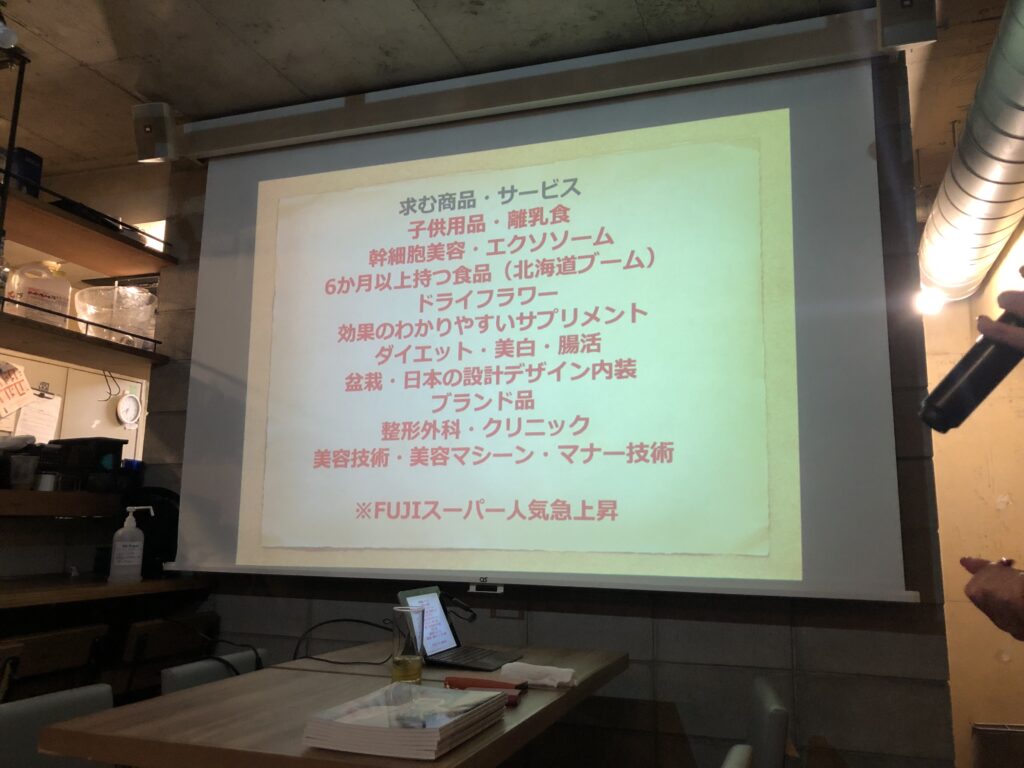 求む商品・サービス
子供用品・離乳食
幹細胞美容・エクソソーム
6か月以上持つ食品（北海道ブーム）
ドライフラワー
効果のわかりやすいサプリメント
ダイエット・美白・腸活
盆栽・日本の設計デザイン内装
ブランド品
整形外科・クリニック
美容技術・美容マシーン・マナー技術
※FUJIスーパー人気急上昇